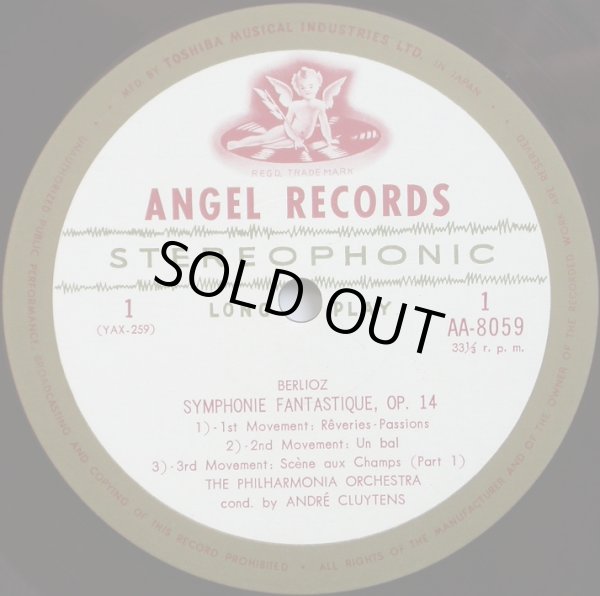 MFD. BY TOSHIBA MUSICAL INDUSTRIES LTD. IN JAPAN •
UNAUTHORIZED PUBLIC PERFORMANCE, BROADCASTING AND COPYING OF THIS RECORD PROHIBITED • ALL RIGHTS OF THE MANUFACTURER AND OF THE OWNER OF THE RECORDED WORK ARE RESERVED
REGD. TRADE MARK
ANGEL RECORDS
STEREOPHONIC
LONG PLAY
SOLD OUT
1
(YAX-259)
1
AA-8059
33⅓ r. p. m.
BERLIOZ
SYMPHONIE FANTASTIQUE, OP. 14
1)-1st Movement: Rêveries-Passions
2)-2nd Movement: Un bal
3)-3rd Movement: Scène aux Champs (Part 1)
THE PHILHARMONIA ORCHESTRA
cond. by ANDRÉ CLUYTENS